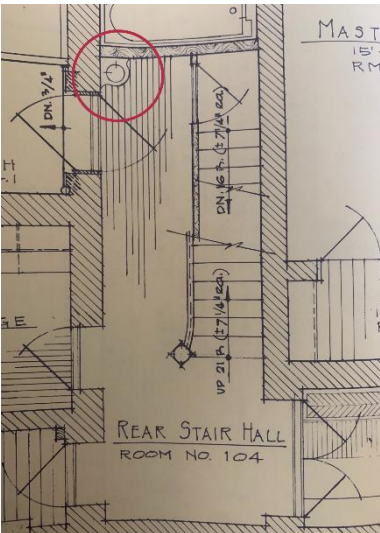 MAST
15'
RM
DN. 3/4"
DN. 16 R. (±7 1/4" ea.)
H
UP 21 R. (±7 1/4" ea.)
GE
REAR STAIR HALL
ROOM NO. 104